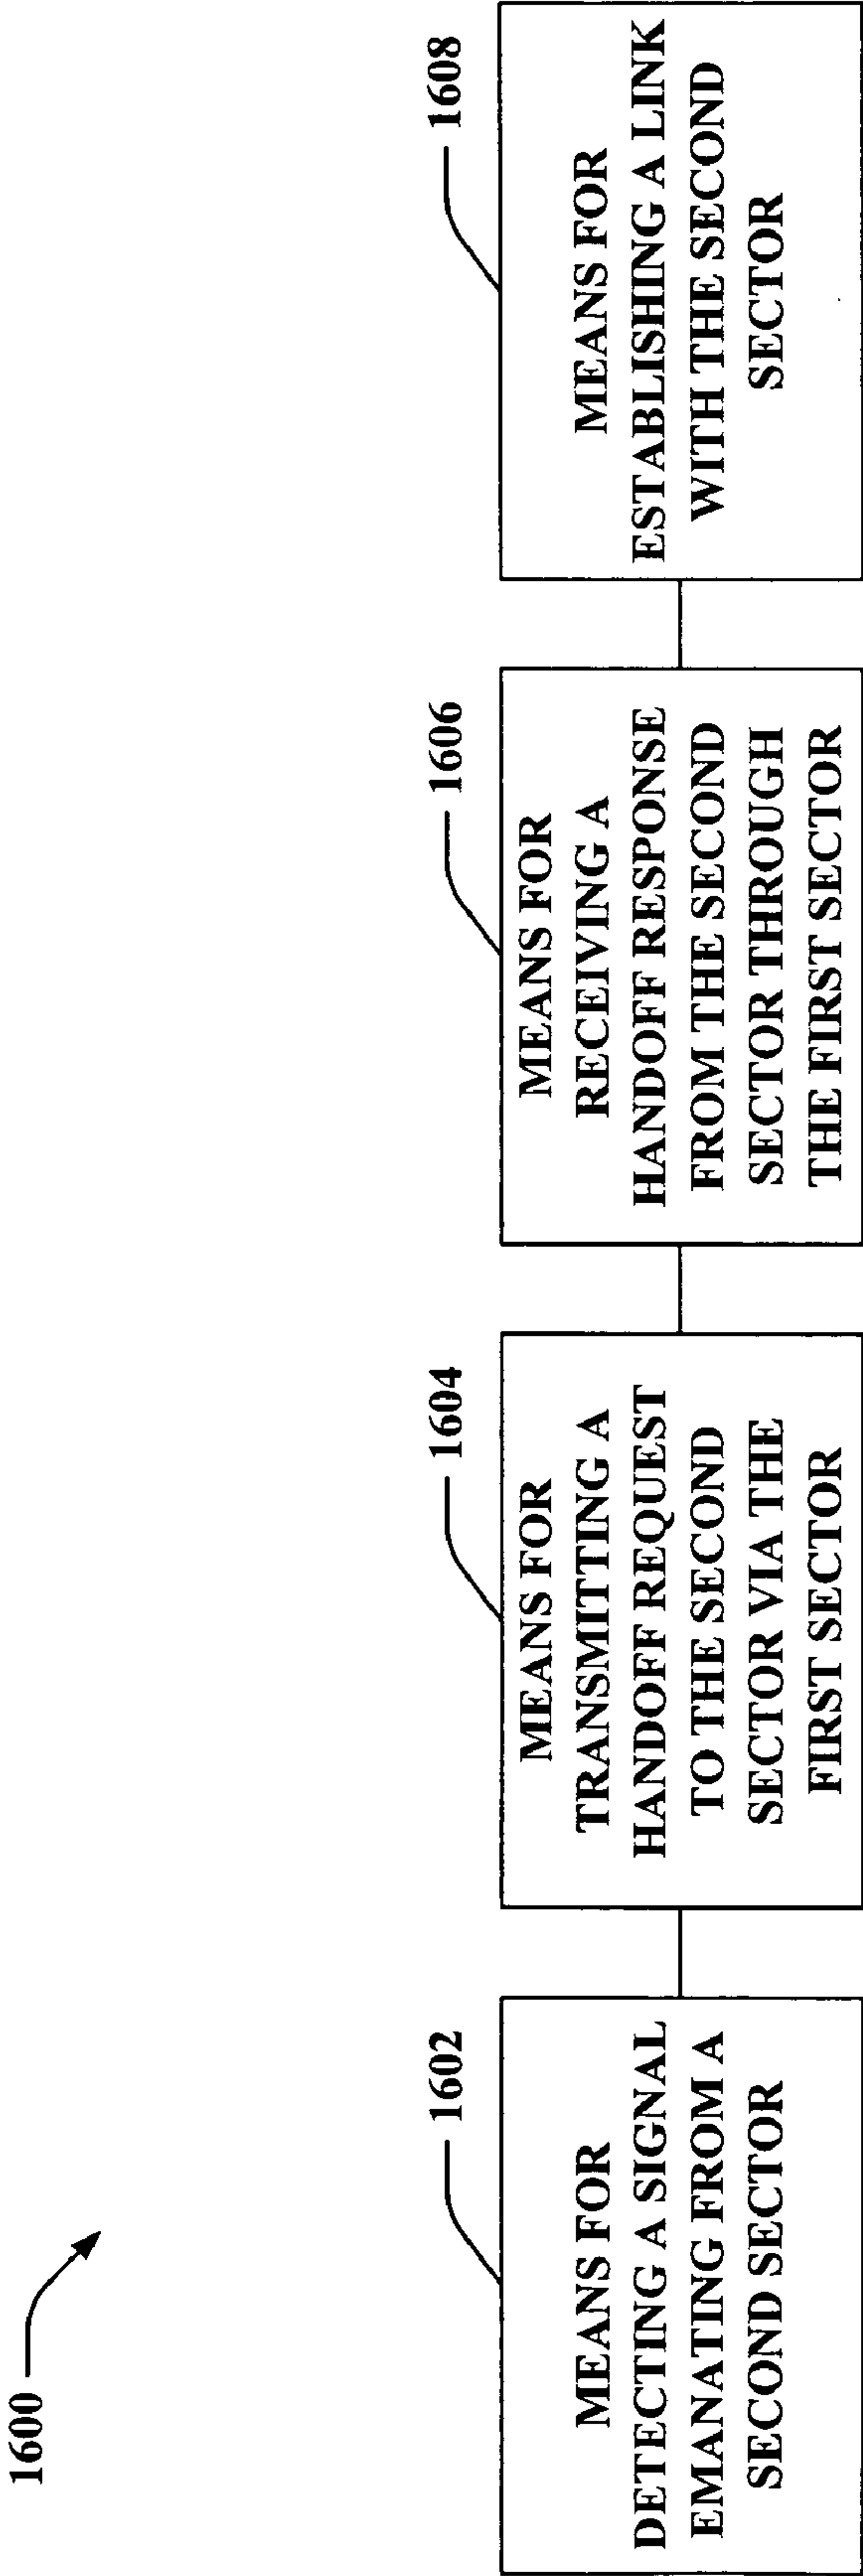 1600
1602
MEANS FOR
DETECTING A SIGNAL
EMANATING FROM A
SECOND SECTOR
1604
MEANS FOR
TRANSMITTING A
HANDOFF REQUEST
TO THE SECOND
SECTOR VIA THE
FIRST SECTOR
1606
MEANS FOR
RECEIVING A
HANDOFF RESPONSE
FROM THE SECOND
SECTOR THROUGH
THE FIRST SECTOR
1608
MEANS FOR
ESTABLISHING A LINK
WITH THE SECOND
SECTOR